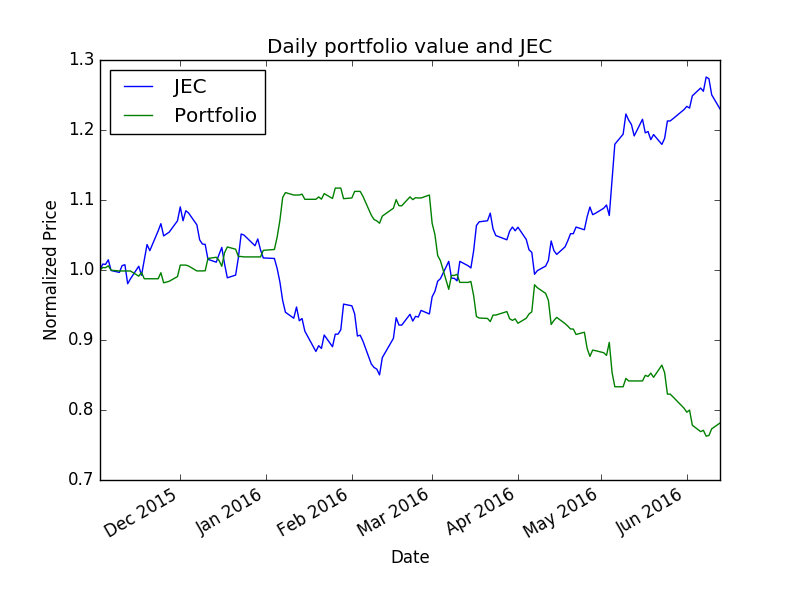 Daily portfolio value and JEC
1.3
JEC
Portfolio
1.2
1.1
1.0
0.9
0.8
0.7
Normalized Price
Dec 2015
Jan 2016
Feb 2016
Mar 2016
Apr 2016
May 2016
Jun 2016
Date